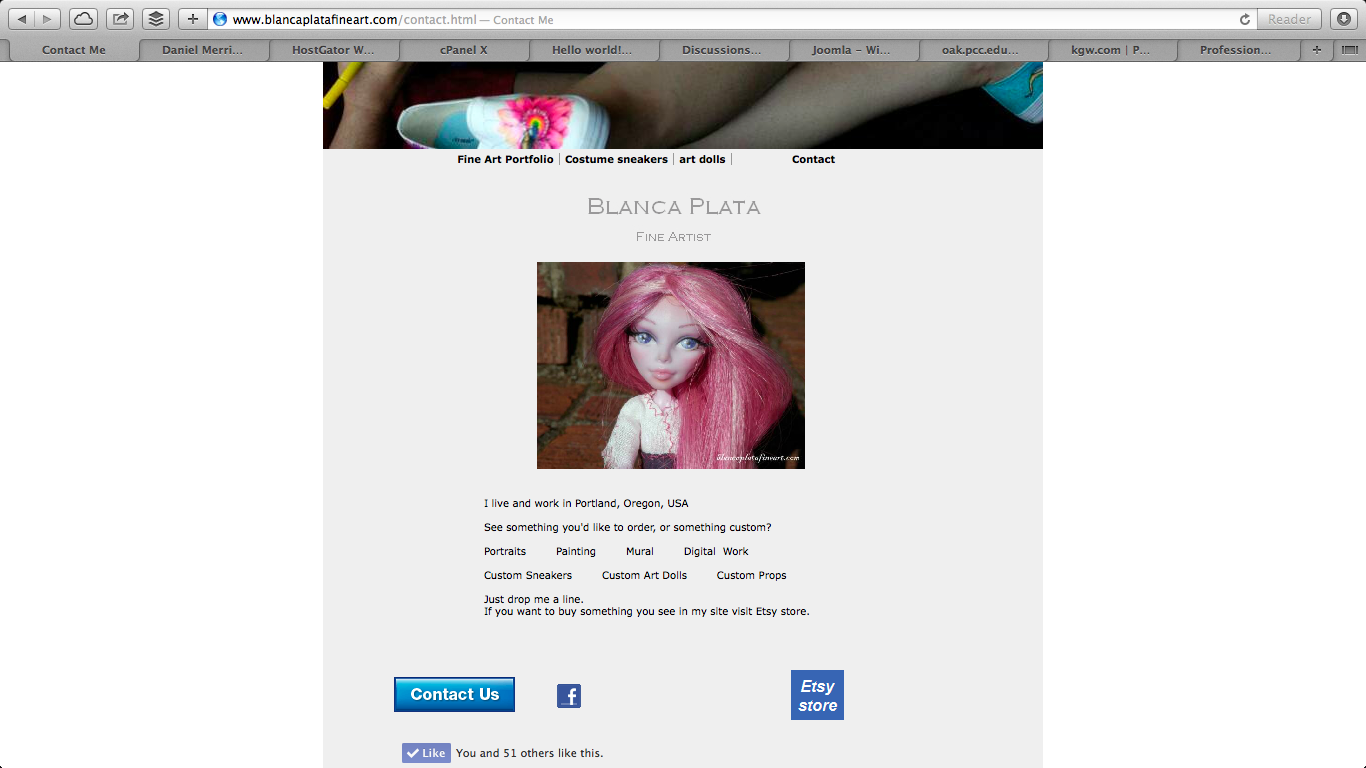 www.blancaplatafineart.com/contact.html — Contact Me
Reader
Contact Me
Daniel Merri...
HostGator W...
cPanel X
Hello world!...
Discussions...
Joomla – Wi...
oak.pcc.edu...
kgw.com | P...
Profession...
Fine Art Portfolio | Costume sneakers | art dolls | Contact
Blanca Plata
Fine Artist
blancaplatafineart.com
I live and work in Portland, Oregon, USA
See something you'd like to order, or something custom?
Portraits Painting Mural Digital Work
Custom Sneakers Custom Art Dolls Custom Props
Just drop me a line.
If you want to buy something you see in my site visit Etsy store.
Contact Us
f
Etsy
store
Like You and 51 others like this.